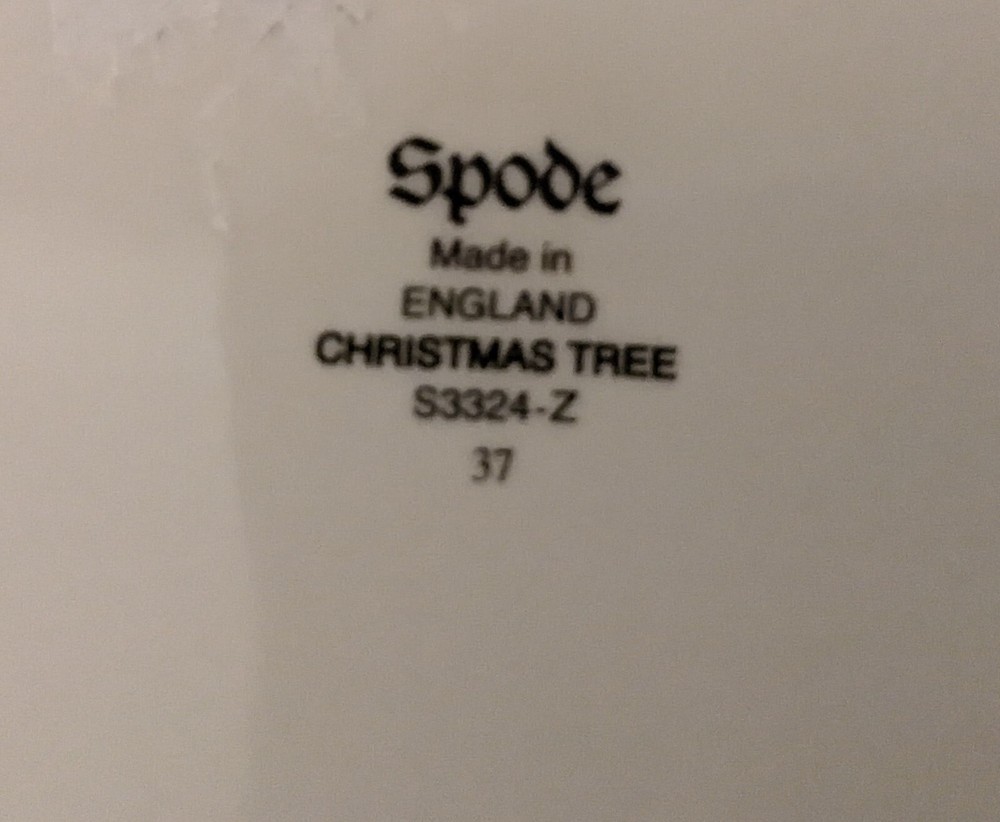 Spode
Made in
ENGLAND
CHRISTMAS TREE
S3324-Z
37